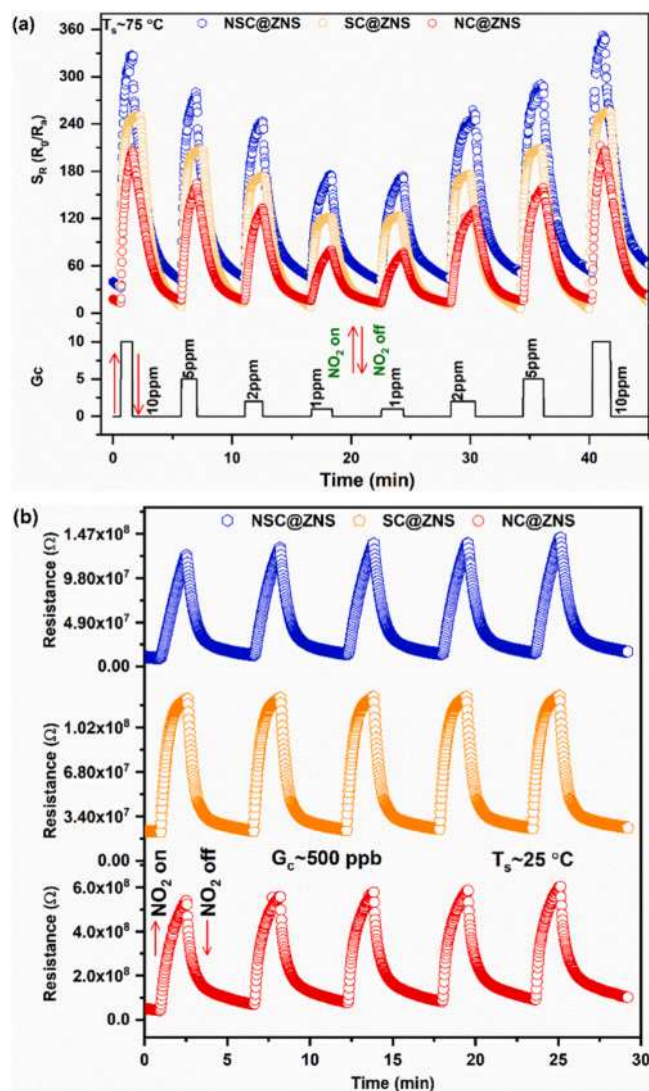 (a)
Ts~75 °C NSC@ZNS SC@ZNS NC@ZNS
360
300
240
180
120
60
0
SR (Rg/Ra)
10
5
0
Gc
10ppm
5ppm
2ppm
1ppm
NO2 on
NO2 off
1ppm
2ppm
5ppm
10ppm
0 10 20 30 40
Time (min)
(b)
NSC@ZNS SC@ZNS NC@ZNS
1.47x10^8
9.80x10^7
4.90x10^7
0.00
Resistance (Ω)
1.02x10^8
6.80x10^7
3.40x10^7
0.00
Resistance (Ω)
NO2 on
NO2 off
Gc~500 ppb
Ts~25 °C
6.0x10^8
4.0x10^8
2.0x10^8
0.0
Resistance (Ω)
0 5 10 15 20 25 30
Time (min)